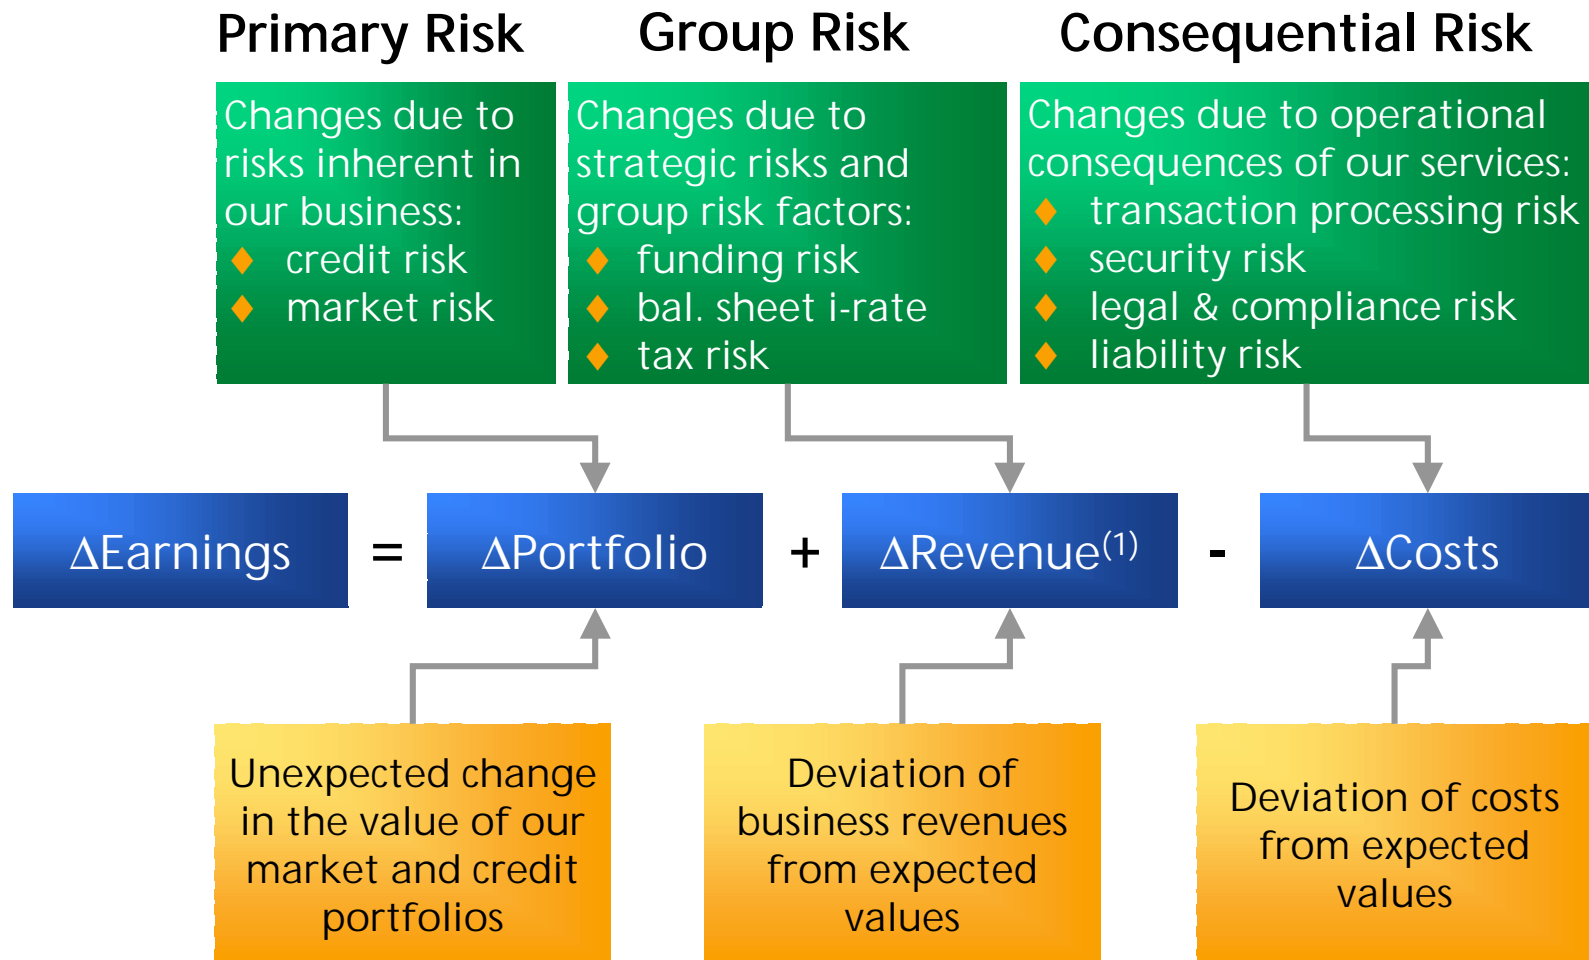 Primary Risk
Group Risk
Consequential Risk
Changes due to
risks inherent in
our business:
♦ credit risk
♦ market risk
Changes due to
strategic risks and
group risk factors:
♦ funding risk
♦ bal. sheet i-rate
♦ tax risk
Changes due to operational
consequences of our services:
♦ transaction processing risk
♦ security risk
♦ legal & compliance risk
♦ liability risk
ΔEarnings = ΔPortfolio + ΔRevenue(1) - ΔCosts
Unexpected change
in the value of our
market and credit
portfolios
Deviation of
business revenues
from expected
values
Deviation of costs
from expected
values